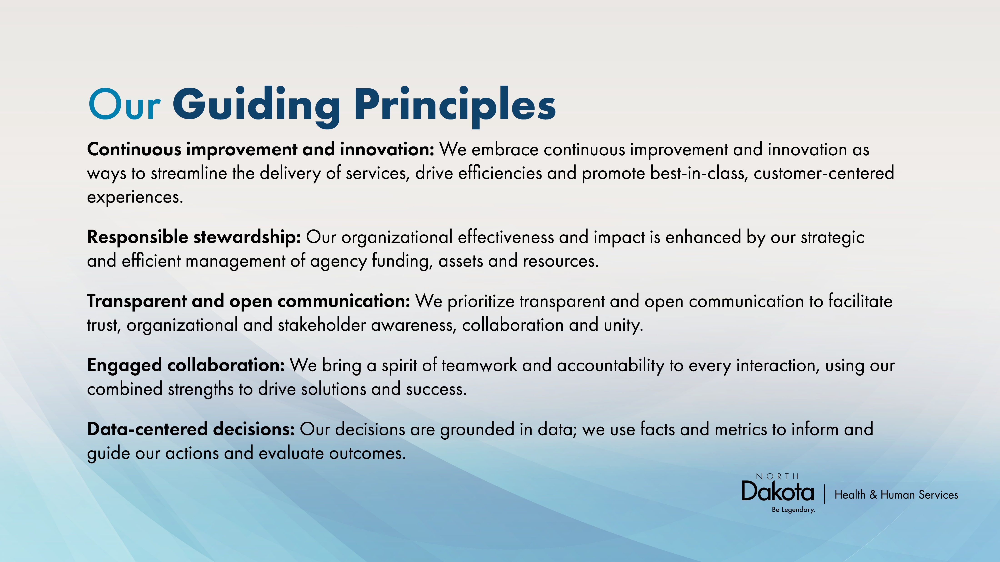 Our Guiding Principles
Continuous improvement and innovation: We embrace continuous improvement and innovation as
ways to streamline the delivery of services, drive efficiencies and promote best-in-class, customer-centered
experiences.
Responsible stewardship: Our organizational effectiveness and impact is enhanced by our strategic
and efficient management of agency funding, assets and resources.
Transparent and open communication: We prioritize transparent and open communication to facilitate
trust, organizational and stakeholder awareness, collaboration and unity.
Engaged collaboration: We bring a spirit of teamwork and accountability to every interaction, using our
combined strengths to drive solutions and success.
Data-centered decisions: Our decisions are grounded in data; we use facts and metrics to inform and
guide our actions and evaluate outcomes.
NORTH
Dakota | Health & Human Services
Be Legendary.